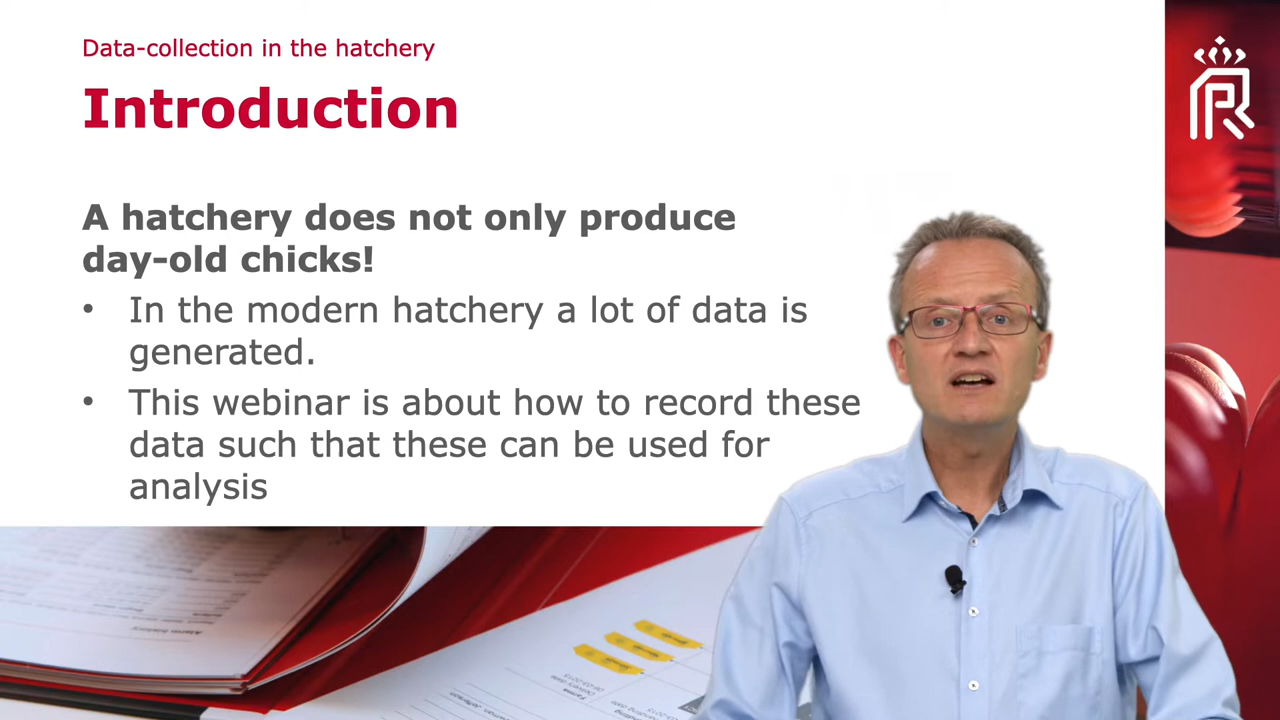 Data-collection in the hatchery
Introduction
A hatchery does not only produce
day-old chicks!
• In the modern hatchery a lot of data is
generated.
• This webinar is about how to record these
data such that these can be used for
analysis